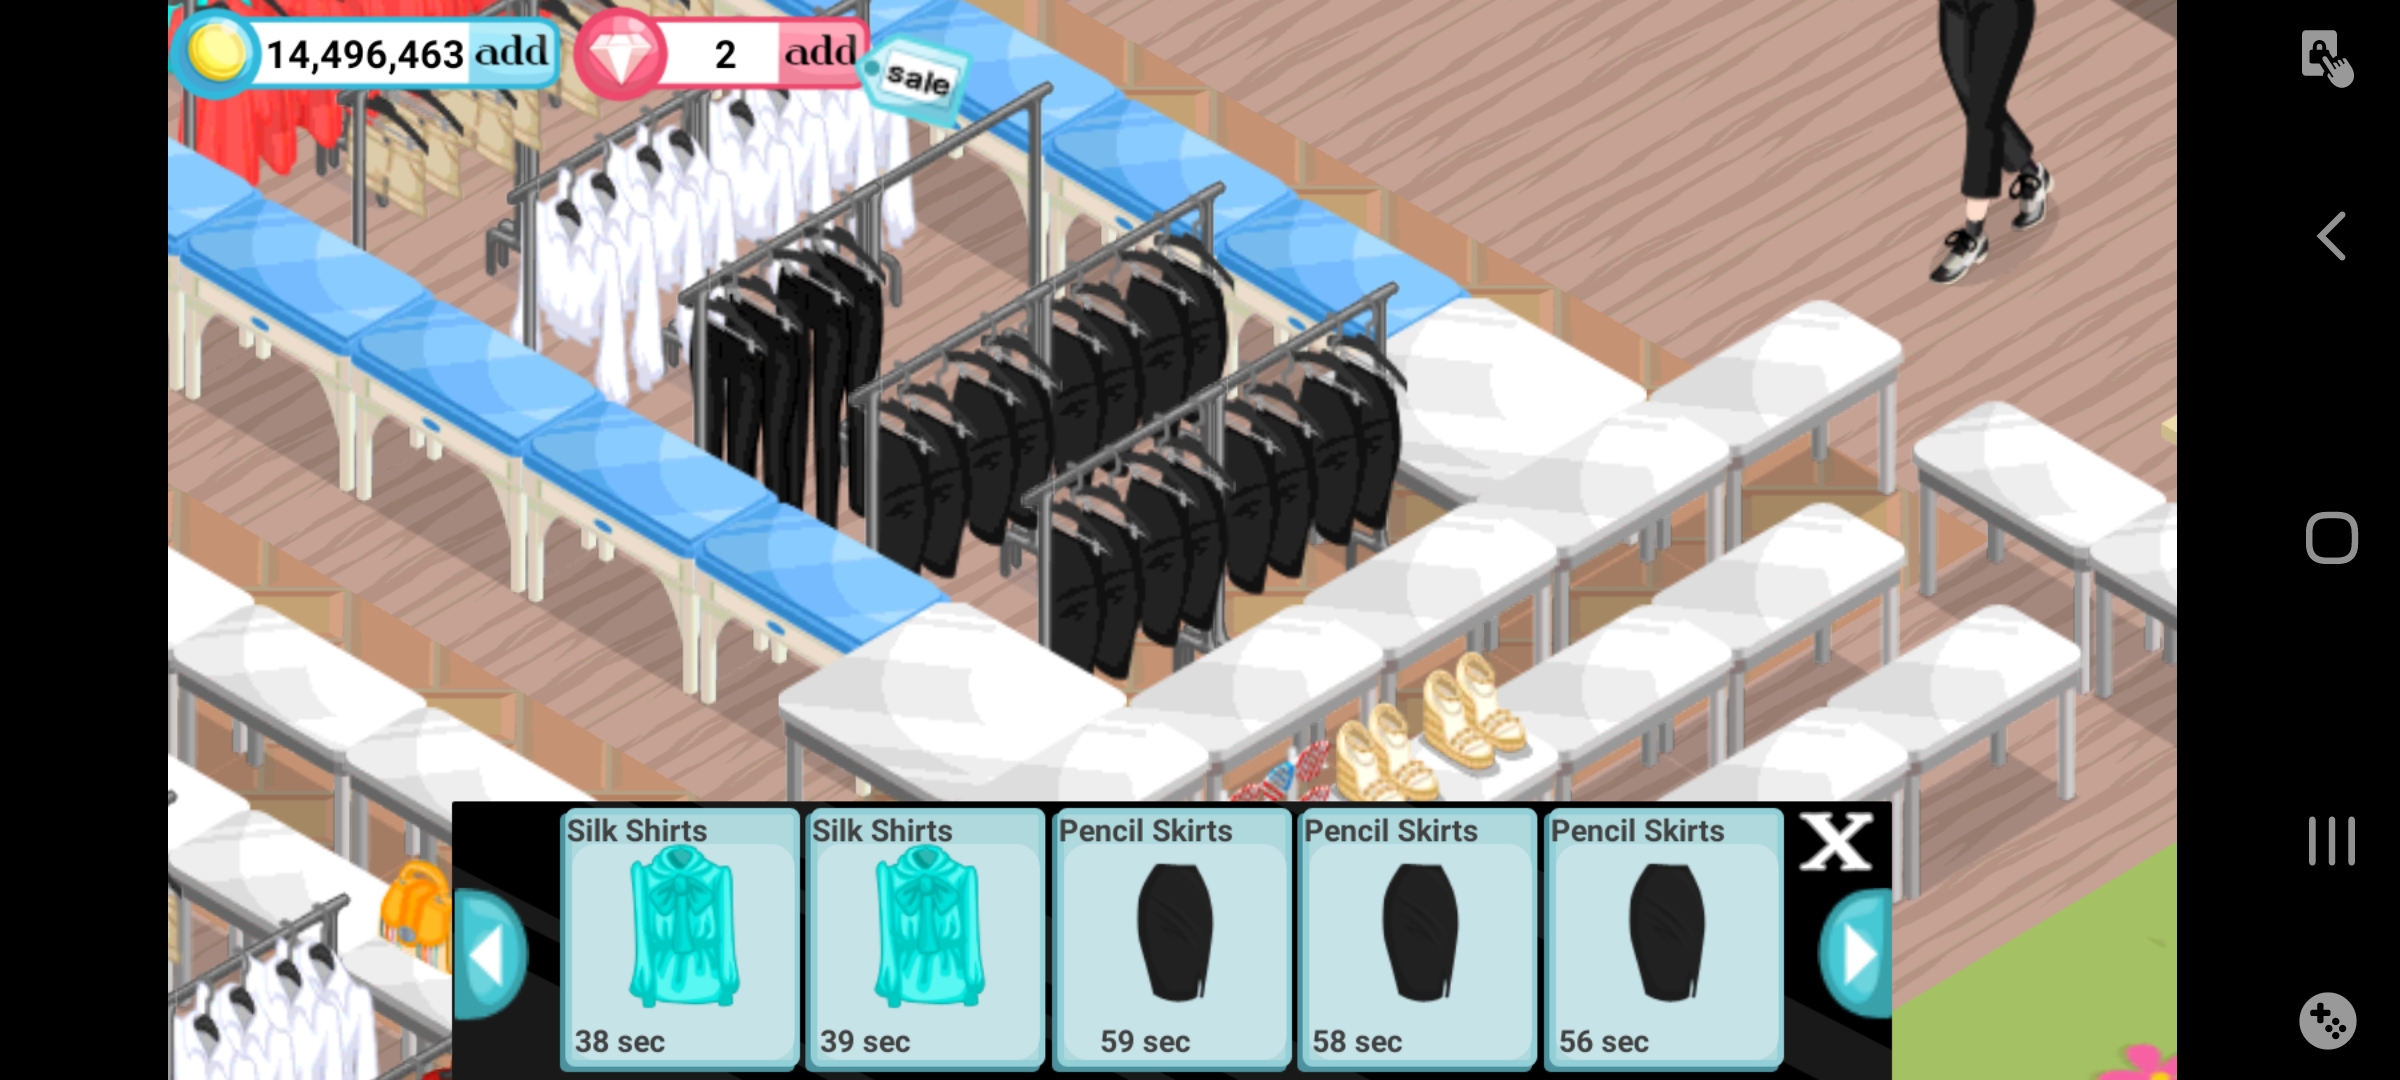 14,496,463 add 2 add
sale
Silk Shirts Silk Shirts Pencil Skirts Pencil Skirts Pencil Skirts
X
38 sec 39 sec 59 sec 58 sec 56 sec